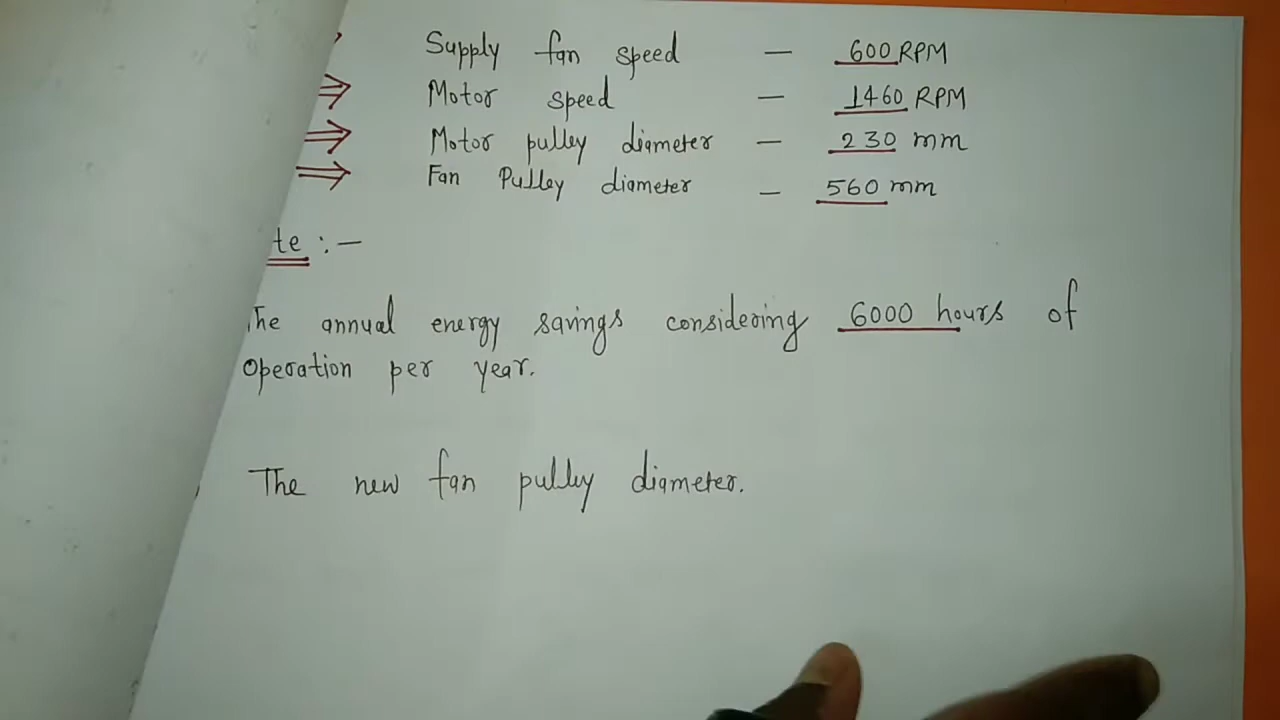 Supply fan speed — 600 RPM
⇒ Motor speed — 1460 RPM
⇒ Motor pulley diameter — 230 mm
⇒ Fan Pulley diameter — 560 mm
te :—
The annual energy savings considering 6000 hours of
operation per year.
The new fan pulley diameter.